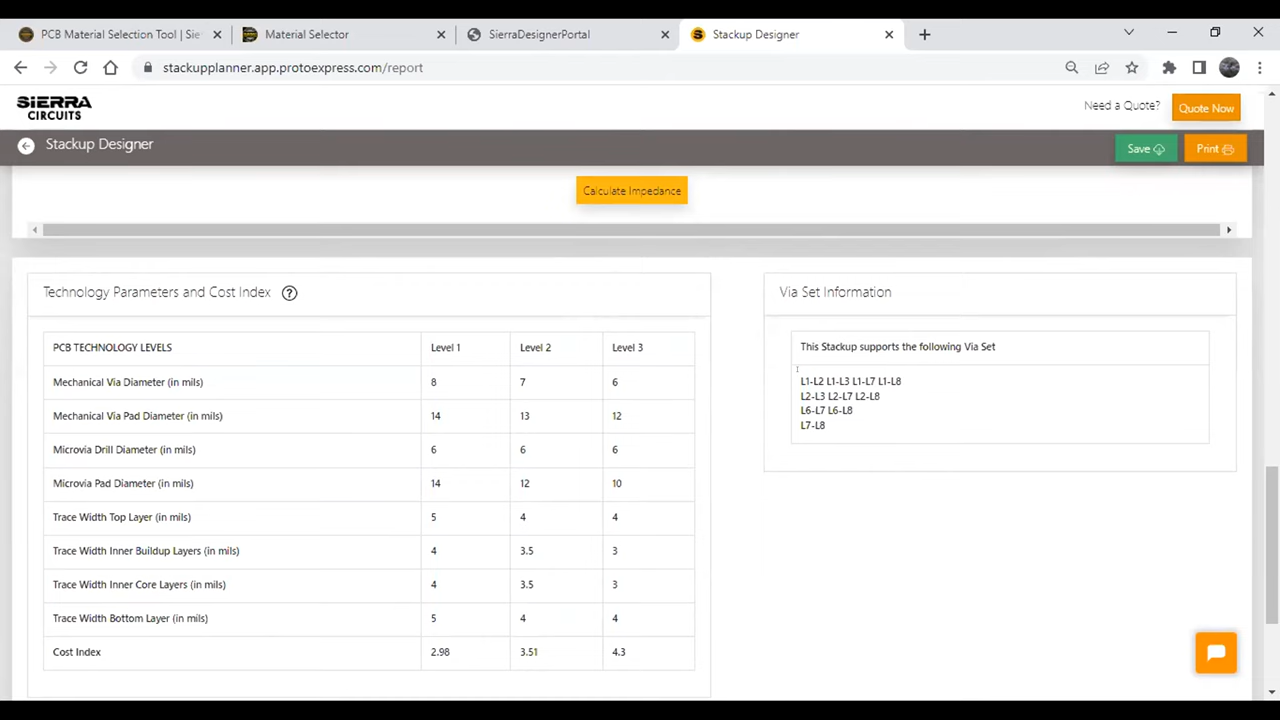 PCB Material Selection Tool | Sie
Material Selector
SierraDesignerPortal
Stackup Designer
stackupplanner.app.protoexpress.com/report
SIERRA
CIRCUITS
Need a Quote?
Quote Now
Stackup Designer
Save
Print
Calculate Impedance
Technology Parameters and Cost Index ?
Via Set Information
PCB TECHNOLOGY LEVELS Level 1 Level 2 Level 3
Mechanical Via Diameter (in mils) 8 7 6
Mechanical Via Pad Diameter (in mils) 14 13 12
Microvia Drill Diameter (in mils) 6 6 6
Microvia Pad Diameter (in mils) 14 12 10
Trace Width Top Layer (in mils) 5 4 4
Trace Width Inner Buildup Layers (in mils) 4 3.5 3
Trace Width Inner Core Layers (in mils) 4 3.5 3
Trace Width Bottom Layer (in mils) 5 4 4
Cost Index 2.98 3.51 4.3
This Stackup supports the following Via Set
L1-L2 L1-L3 L1-L7 L1-L8
L2-L3 L2-L7 L2-L8
L6-L7 L6-L8
L7-L8